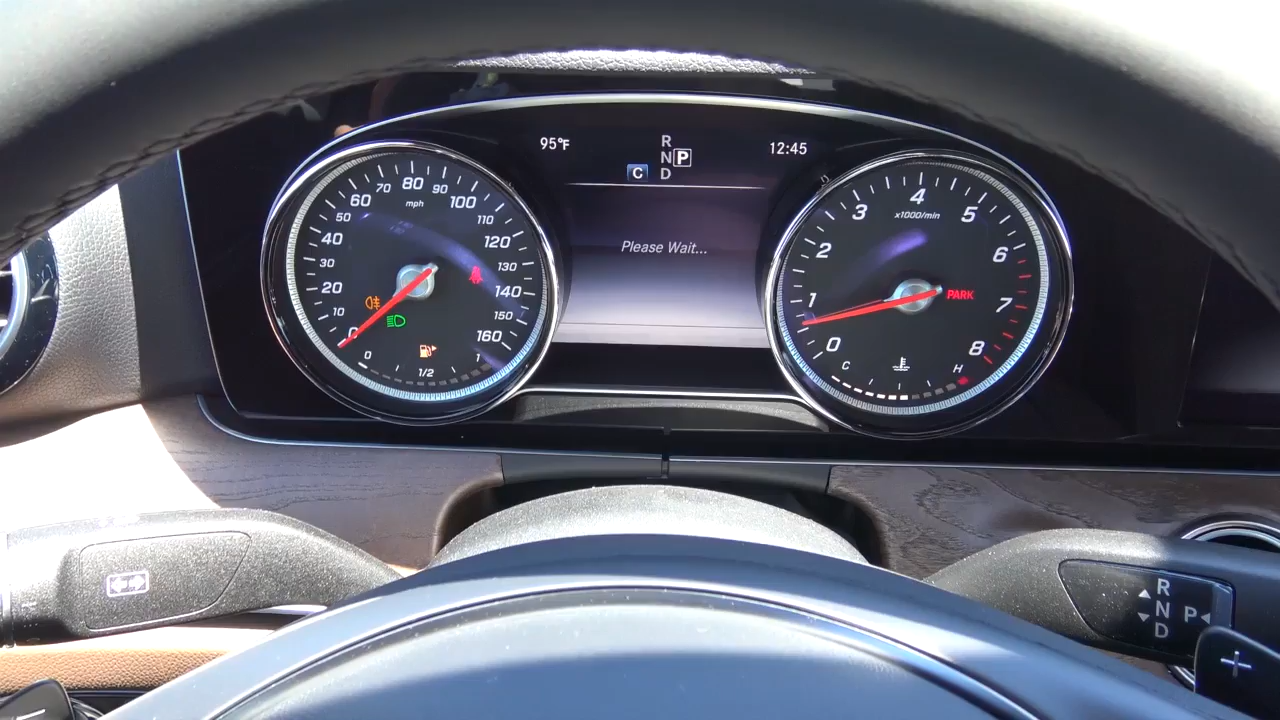 95°F
R
N P
C D
12:45
Please Wait...
0
10
20
30
40
50
60
70
80
90
100
110
120
130
140
150
160
mph
0
1/2
1
0
1
2
3
4
5
6
7
8
x1000/min
PARK
C
H
R
N P
D
+